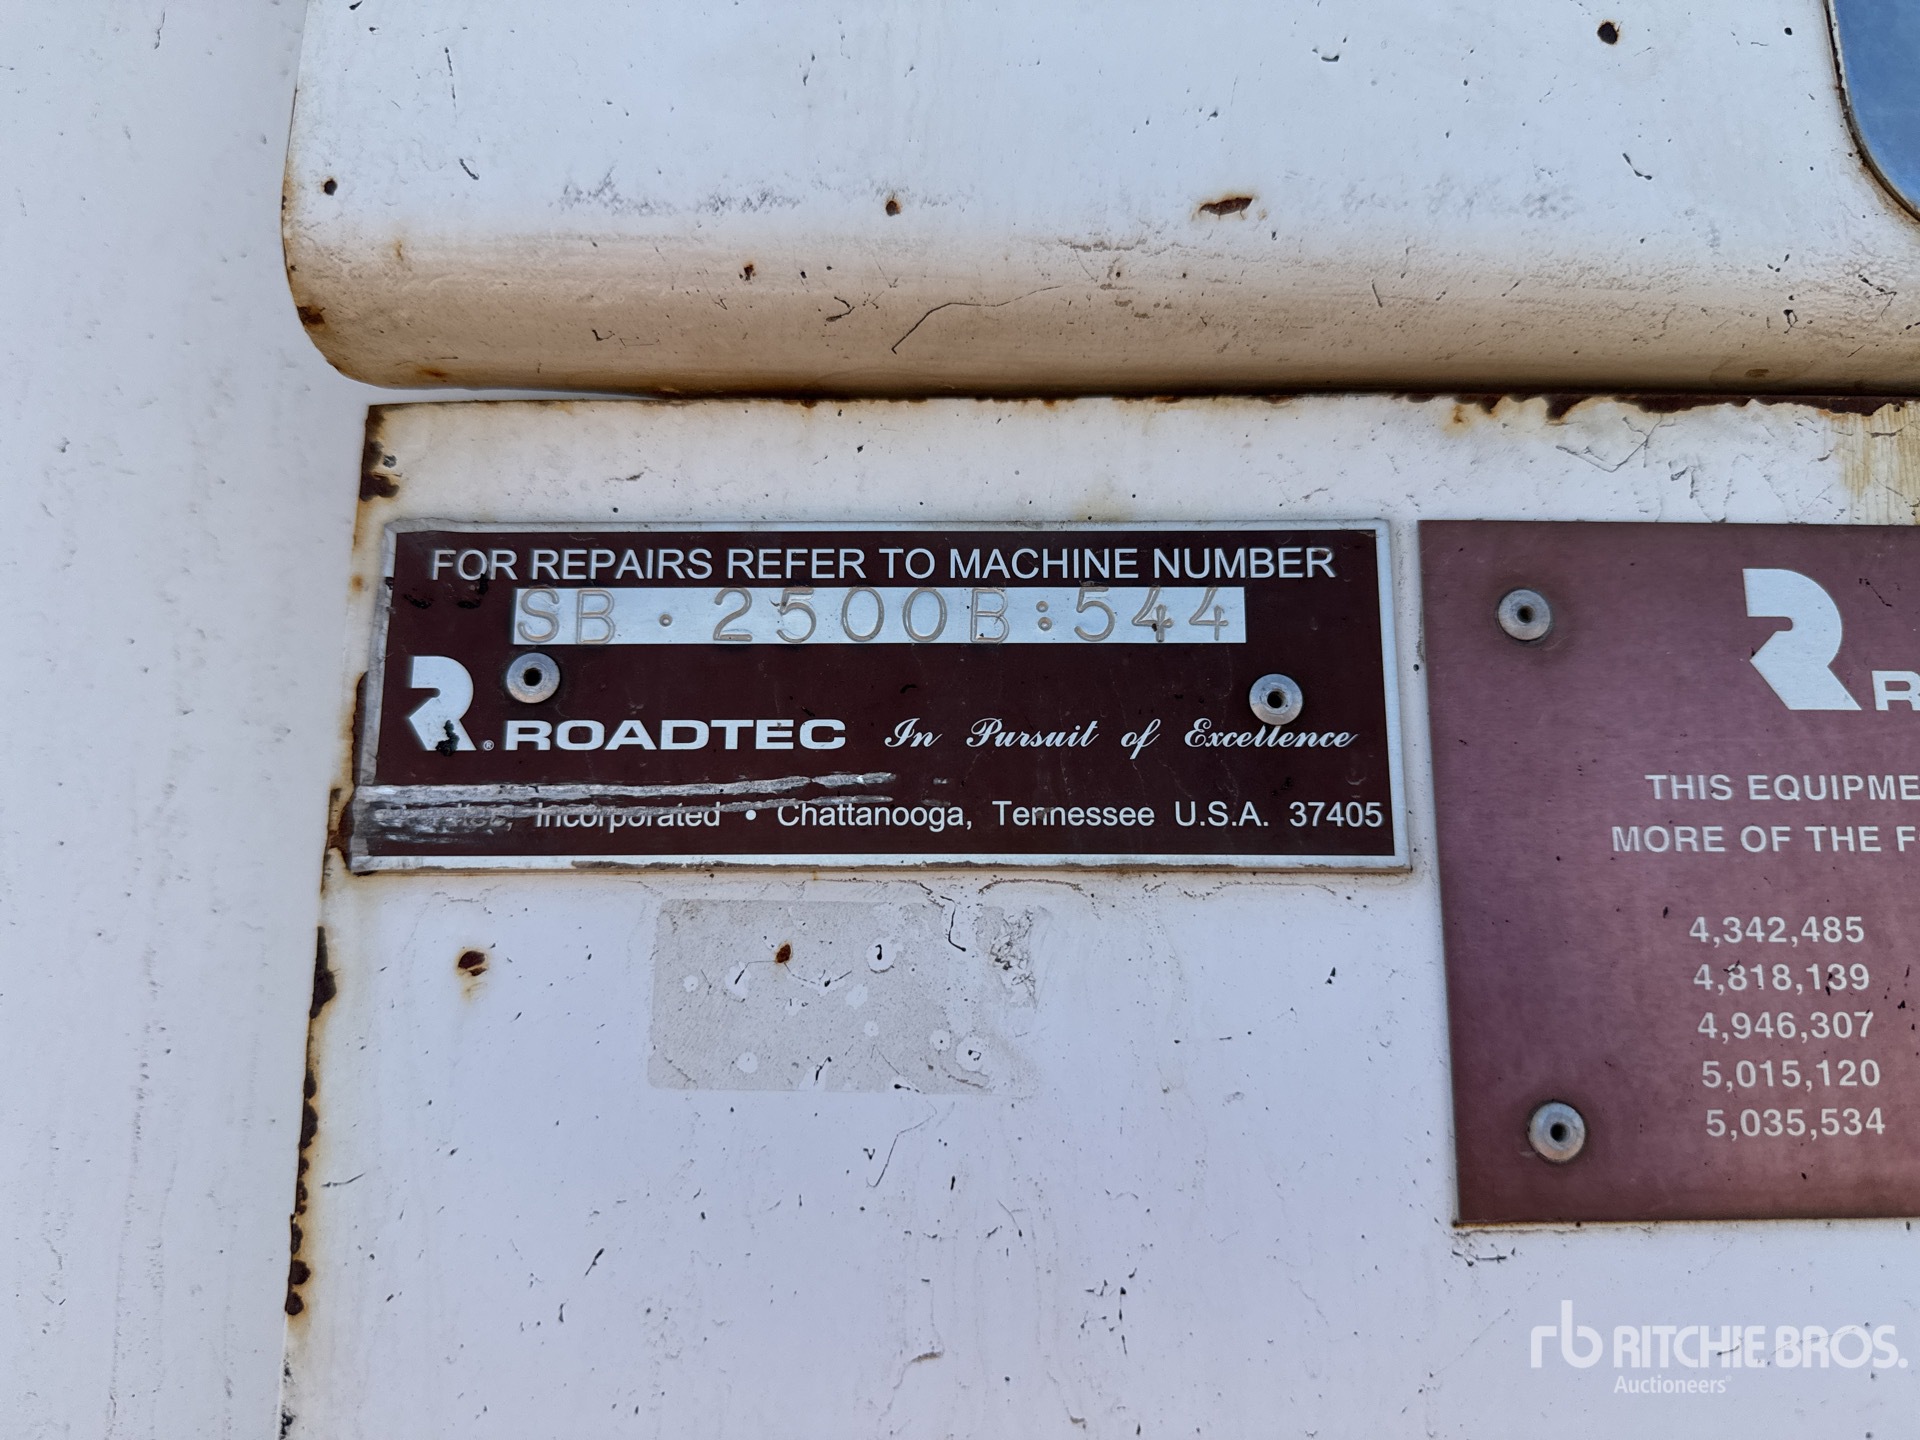 FOR REPAIRS REFER TO MACHINE NUMBER
SB · 2500B:544
R® ROADTEC In Pursuit of Excellence
Incorporated • Chattanooga, Tennessee U.S.A. 37405
R
THIS EQUIPME
MORE OF THE F
4,342,485
4,818,139
4,946,307
5,015,120
5,035,534
rb RITCHIE BROS.
Auctioneers